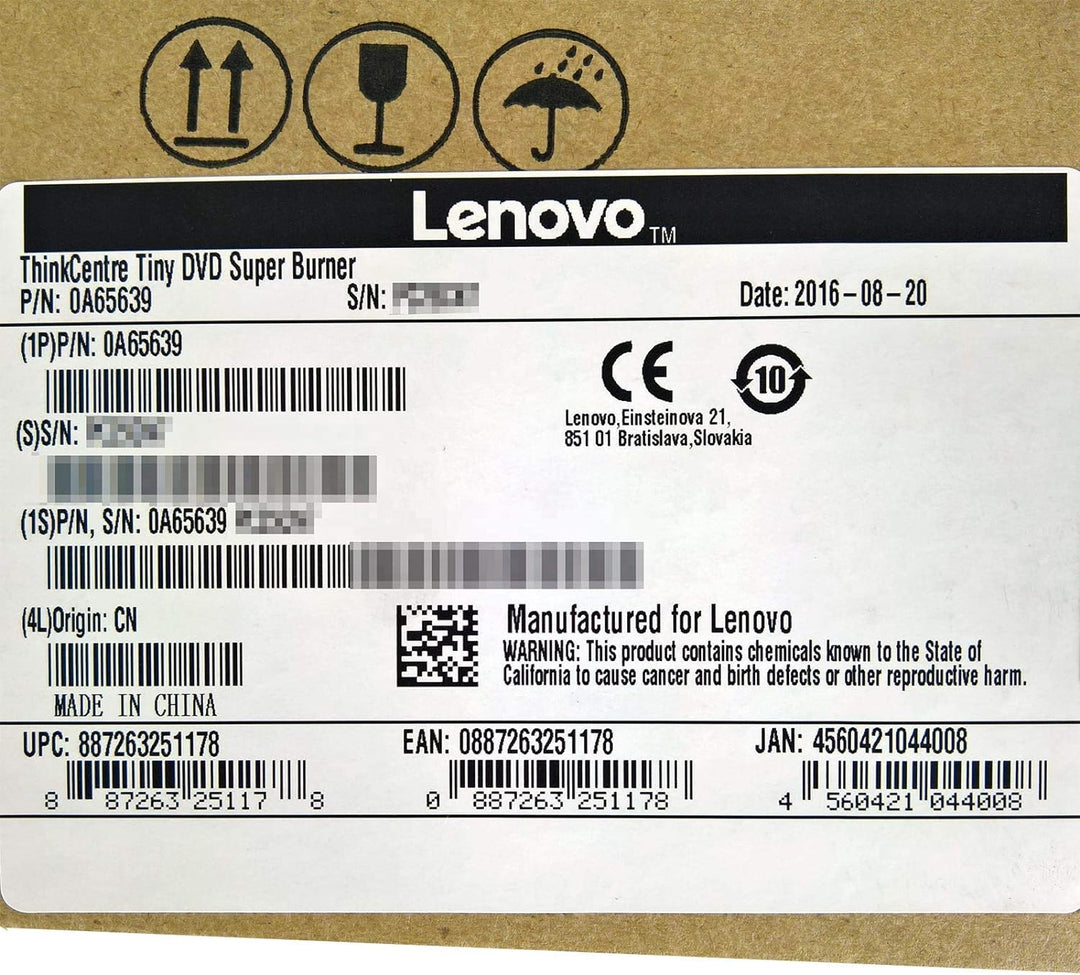 Lenovo™
ThinkCentre Tiny DVD Super Burner
P/N: 0A65639 S/N: Date: 2016-08-20
(1P)P/N: 0A65639
CE 10
Lenovo,Einsteinova 21,
851 01 Bratislava,Slovakia
(S)S/N:
(1S)P/N, S/N: 0A65639
(4L)Origin: CN
MADE IN CHINA
Manufactured for Lenovo
WARNING: This product contains chemicals known to the State of
California to cause cancer and birth defects or other reproductive harm.
UPC: 887263251178 EAN: 0887263251178 JAN: 4560421044008
8 87263 25117 8 0 887263 251178 4 560421 044008